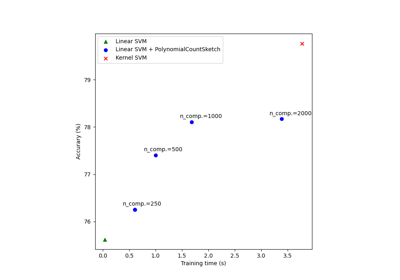 Linear SVM
Linear SVM + PolynomialCountSketch
Kernel SVM
79
n_comp.=1000
n_comp.=2000
78
n_comp.=500
77
n_comp.=250
76
Accuracy (%)
0.0 0.5 1.0 1.5 2.0 2.5 3.0 3.5
Training time (s)